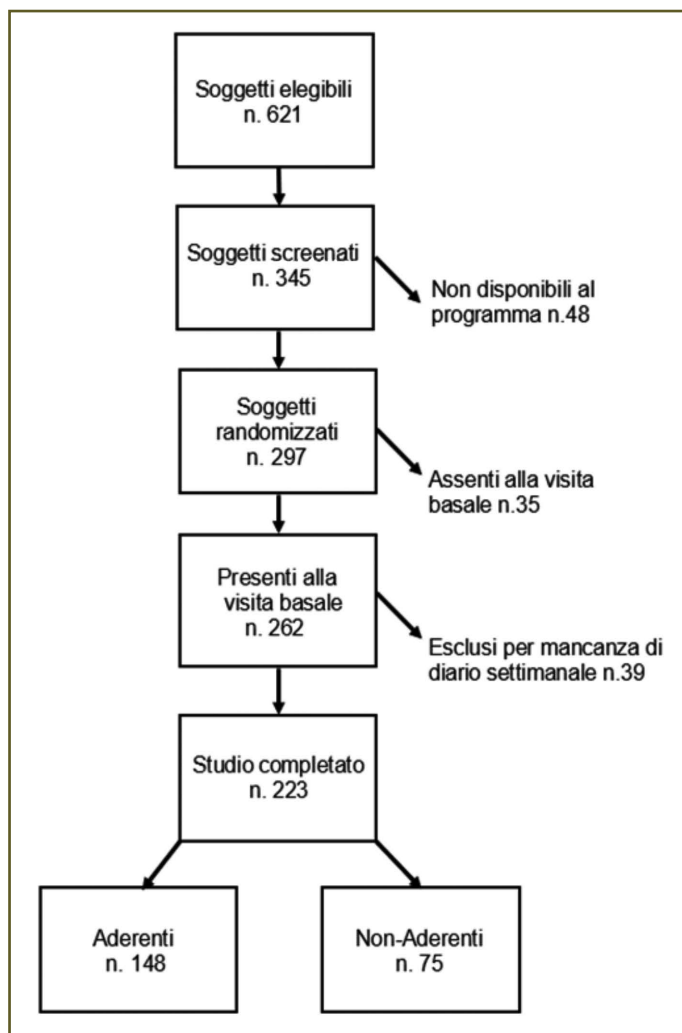 Soggetti elegibili
n. 621
Soggetti screenati
n. 345
Non disponibili al
programma n.48
Soggetti
randomizzati
n. 297
Assenti alla visita
basale n.35
Presenti alla
visita basale
n. 262
Esclusi per mancanza di
diario settimanale n.39
Studio completato
n. 223
Aderenti
n. 148
Non-Aderenti
n. 75